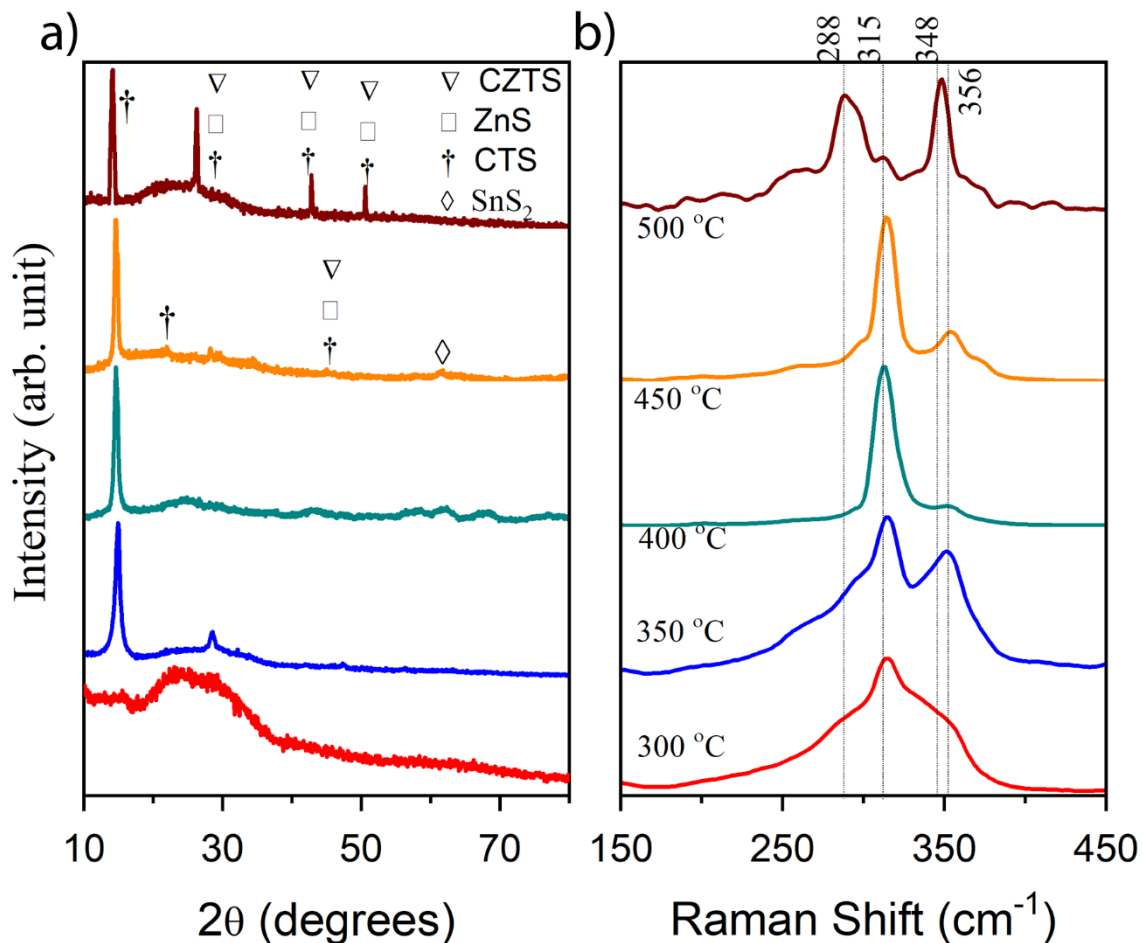 a)
∇ ∇ ∇ ∇ CZTS
† □ □ □ □ ZnS
† † † † CTS
◊ SnS₂
∇
† □ ◊
†
Intensity (arb. unit)
10 30 50 70
2θ (degrees)
b)
288 315 348 356
500 °C
450 °C
400 °C
350 °C
300 °C
150 250 350 450
Raman Shift (cm⁻¹)